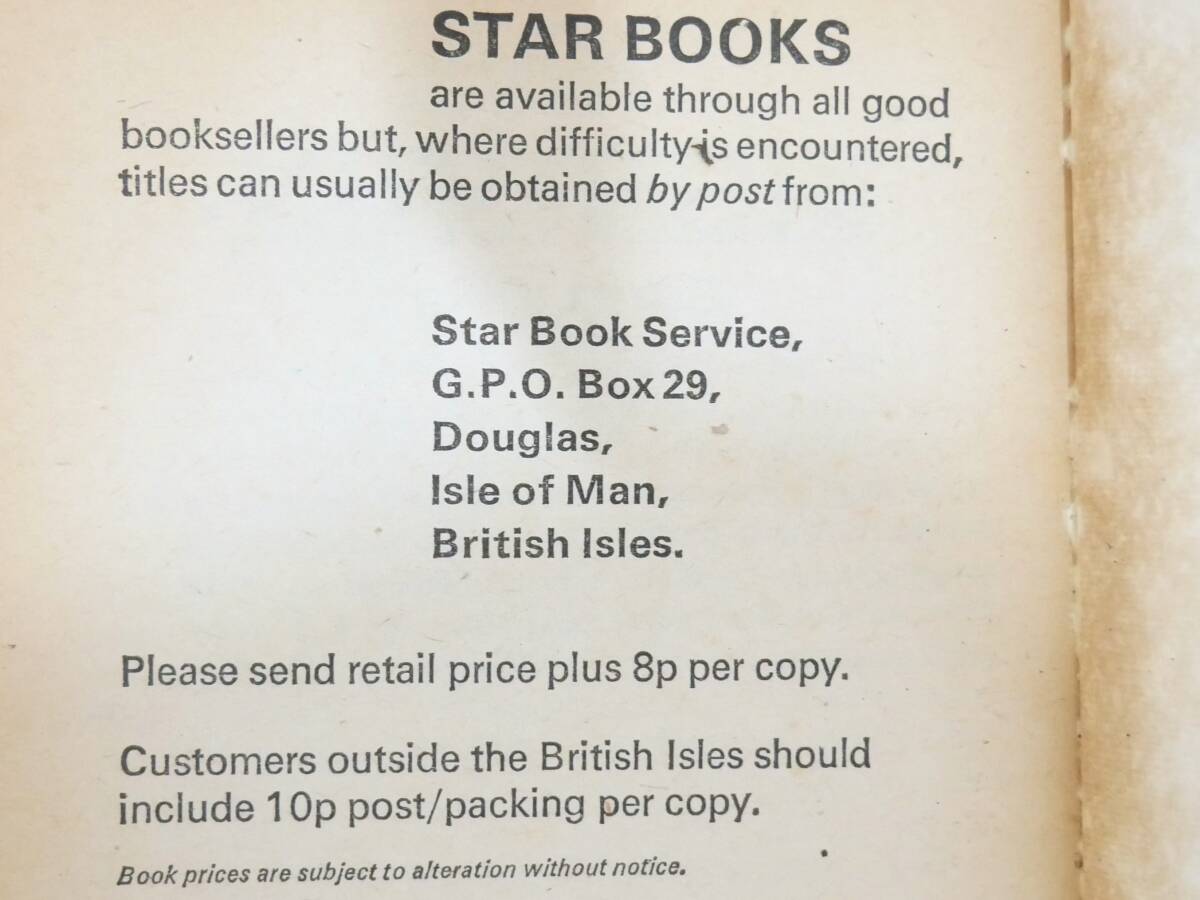 STAR BOOKS
are available through all good
booksellers but, where difficulty is encountered,
titles can usually be obtained by post from:
Star Book Service,
G.P.O. Box 29,
Douglas,
Isle of Man,
British Isles.
Please send retail price plus 8p per copy.
Customers outside the British Isles should
include 10p post/packing per copy.
Book prices are subject to alteration without notice.